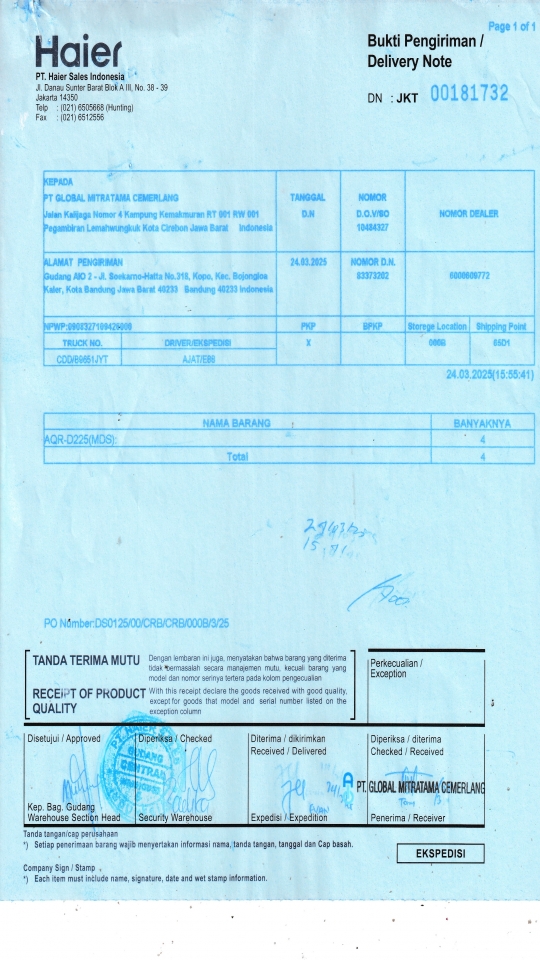 Page 1 of 1
Haier
Bukti Pengiriman /
Delivery Note
PT. Haier Sales Indonesia
Jl. Danau Sunter Barat Blok A III, No. 38 - 39
Jakarta 14350
Telp : (021) 6505668 (Hunting)
Fax : (021) 6512556
DN : JKT 00181732
KEPADA
PT GLOBAL MITRATAMA CEMERLANG
Jalan Kalijaga Nomor 4 Kampung Kemakmuran RT 001 RW 001
Pegambiran Lemahwungkuk Kota Cirebon Jawa Barat Indonesia
TANGGAL
D.N
NOMOR
D.O./SO
10484327
NOMOR DEALER
ALAMAT PENGIRIMAN
Gudang AIO 2 - Jl. Soekarno-Hatta No.318, Kopo, Kec. Bojongloa
Kaler, Kota Bandung Jawa Barat 40233 Bandung 40233 Indonesia
24.03.2025
NOMOR D.N.
83373202
6000609772
PKP
BPKP
Storege Location
Shipping Point
TRUCK NO.
DRIVER/EKSPEDISI
X
000B
65D1
CDD/B9651JYT
24.03.2025(15:55:41)
NAMA BARANG
BANYAKNYA
AQR-D225(MDS):
4
Total
4
PO Number:DS0125/00/CRB/CRB/000B/3/25
TANDA TERIMA MUTU
Dengan lembaran ini juga, menyatakan bahwa barang yang diterima
tidak bermasalah secara manajemen mutu, kecuali barang yang
model dan nomor serinya tertera pada kolom pengecualian
RECEIPT OF PRODUCT
QUALITY
With this receipt declare the goods received with good quality,
except for goods that model and serial number listed on the
exception column
Perkecualian /
Exception
Disetujui / Approved
Diperiksa / Checked
Diterima / dikirimkan
Received / Delivered
Diperiksa / diterima
Checked / Received
GUDANG
CENTRAL
PT. GLOBAL MITRATAMA CEMERLANG
Kep. Bag. Gudang
Warehouse Section Head
Security Warehouse
Expedisi / Expedition
Penerima / Receiver
Tanda tangan/cap perusahaan
*) Setiap penerimaan barang wajib menyertakan informasi nama, tanda tangan, tanggal dan Cap basah.
EKSPEDISI
Company Sign / Stamp
*) Each item must include name, signature, date and wet stamp information.